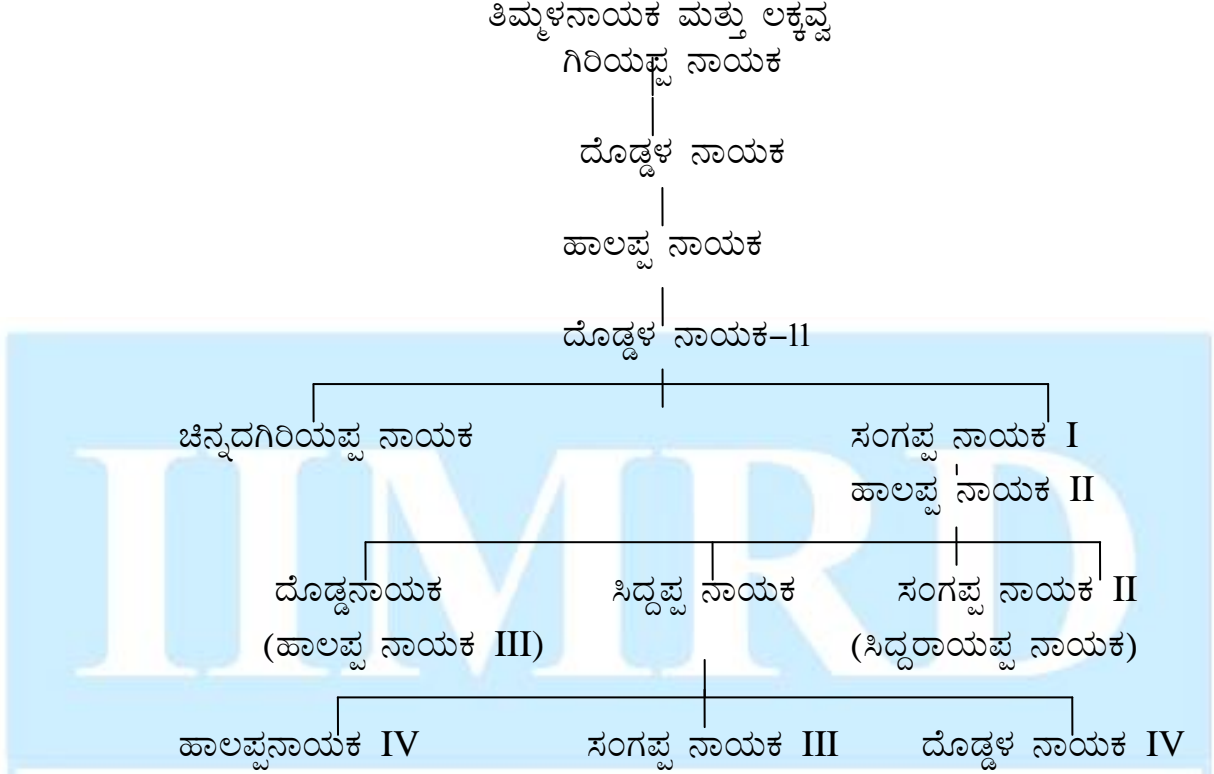 ತಿಮ್ಮಳನಾಯಕ ಮತ್ತು ಲಕ್ಕವ್ವ
ಗಿರಿಯಪ್ಪ ನಾಯಕ
ದೊಡ್ಡಳ ನಾಯಕ
ಹಾಲಪ್ಪ ನಾಯಕ
ದೊಡ್ಡಳ ನಾಯಕ–11
ಚಿನ್ನದಗಿರಿಯಪ್ಪ ನಾಯಕ ಸಂಗಪ್ಪ ನಾಯಕ I
ಹಾಲಪ್ಪ ನಾಯಕ II
ದೊಡ್ಡನಾಯಕ ಸಿದ್ದಪ್ಪ ನಾಯಕ ಸಂಗಪ್ಪ ನಾಯಕ II
(ಹಾಲಪ್ಪ ನಾಯಕ III) (ಸಿದ್ದರಾಯಪ್ಪ ನಾಯಕ)
ಹಾಲಪ್ಪನಾಯಕ IV ಸಂಗಪ್ಪ ನಾಯಕ III ದೊಡ್ಡಳ ನಾಯಕ IV
IIMRD